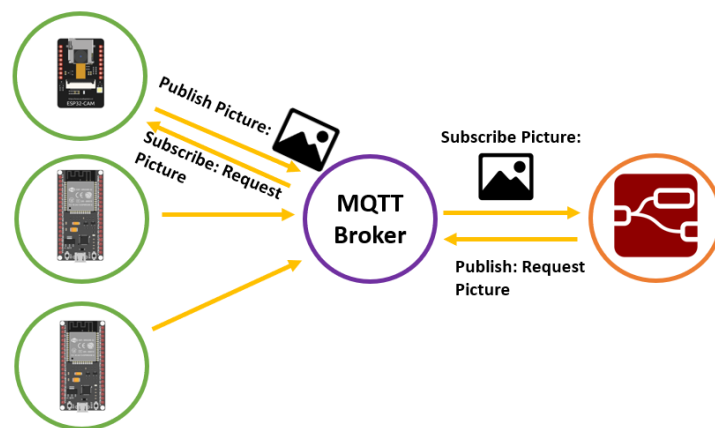 ESP32-CAM
Publish Picture:
Subscribe: Request
Picture
MQTT
Broker
Subscribe Picture:
Publish: Request
Picture